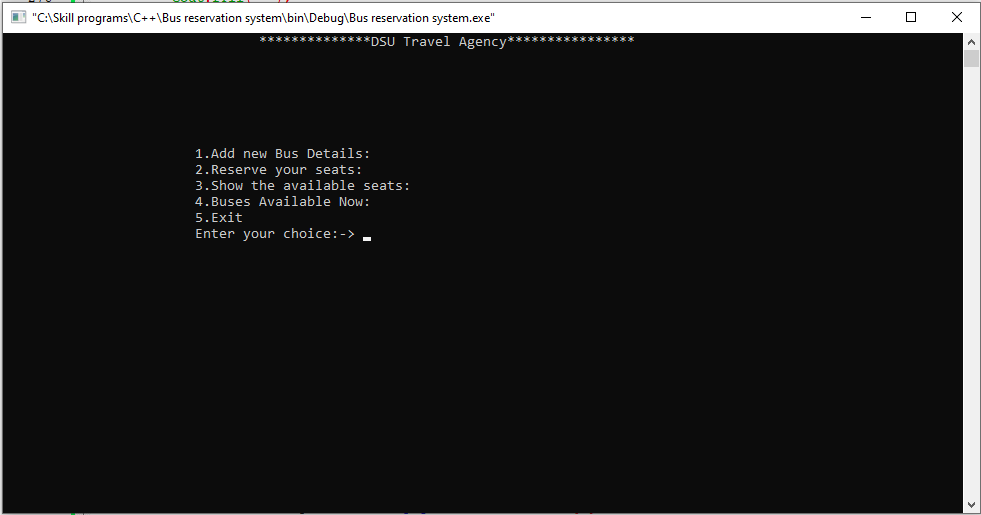 "C:\Skill programs\C++\Bus reservation system\bin\Debug\Bus reservation system.exe"
**************DSU Travel Agency****************
1.Add new Bus Details:
2.Reserve your seats:
3.Show the available seats:
4.Buses Available Now:
5.Exit
Enter your choice:->